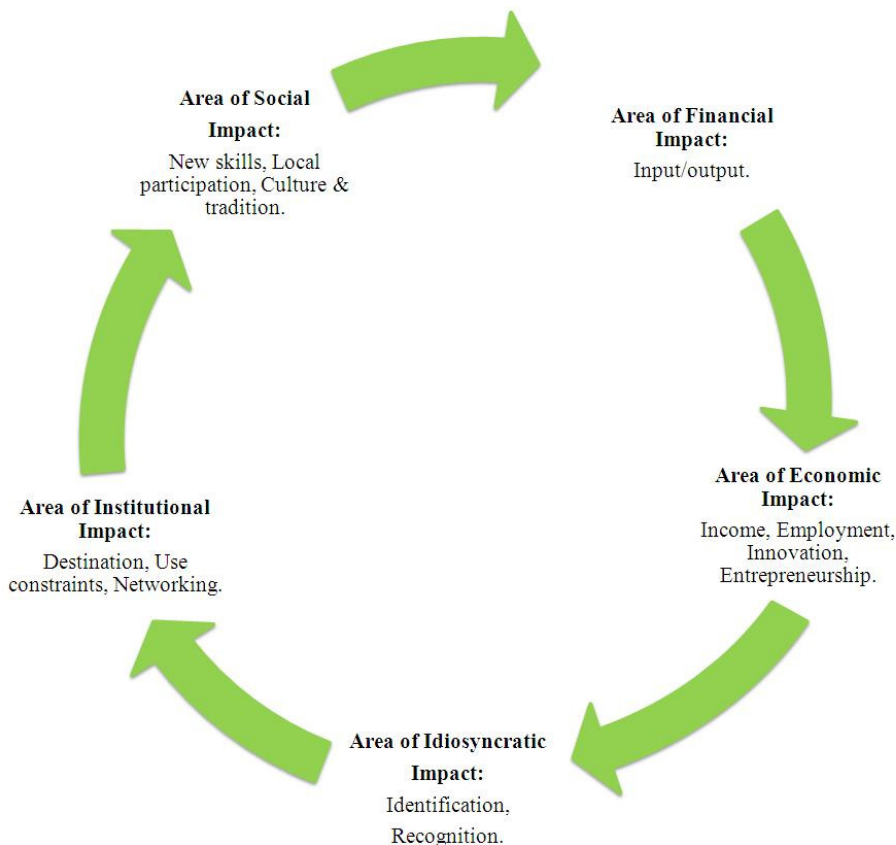 Area of Social
Impact:
New skills, Local
participation, Culture &
tradition.
Area of Financial
Impact:
Input/output.
Area of Economic
Impact:
Income, Employment,
Innovation,
Entrepreneurship.
Area of Idiosyncratic
Impact:
Identification,
Recognition.
Area of Institutional
Impact:
Destination, Use
constraints, Networking.